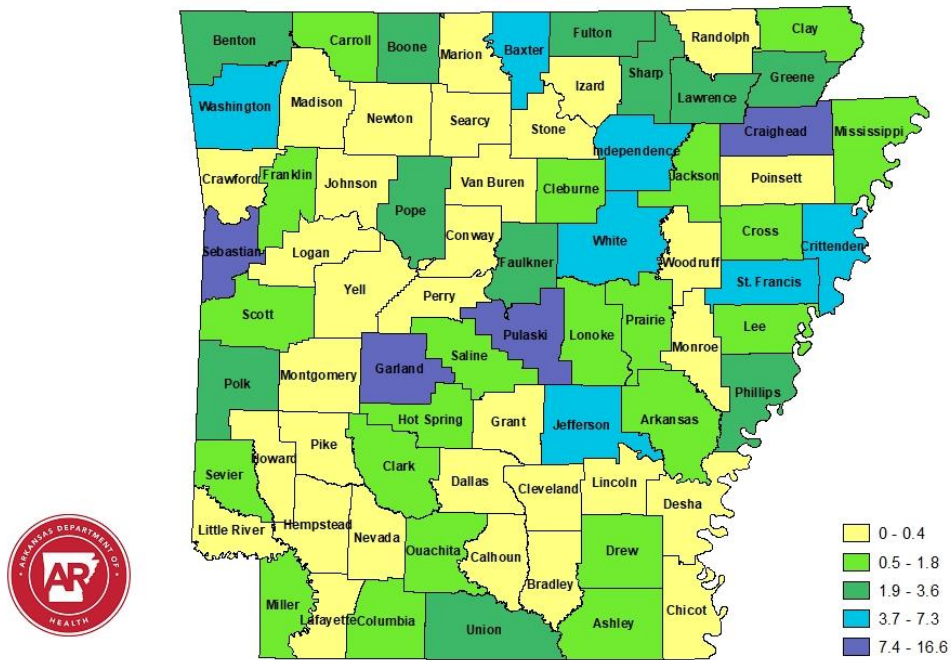 Benton
Carroll
Boone
Marion
Baxter
Fulton
Randolph
Clay
Sharp
Greene
Lawrence
Izard
Washington
Madison
Newton
Searcy
Stone
Independence
Craighead
Mississippi
Jackson
Poinsett
Crawford
Franklin
Johnson
Van Buren
Cleburne
Pope
Conway
White
Cross
Crittenden
Sebastian
Logan
Faulkner
Woodruff
St. Francis
Yell
Perry
Scott
Pulaski
Lonoke
Prairie
Lee
Saline
Monroe
Garland
Montgomery
Polk
Phillips
Hot Spring
Grant
Jefferson
Arkansas
Pike
Howard
Clark
Sevier
Dallas
Cleveland
Lincoln
Desha
Little River
Hempstead
Nevada
Ouachita
Calhoun
Drew
Bradley
Miller
Lafayette
Columbia
Union
Ashley
Chicot
ARKANSAS DEPARTMENT OF
AR
HEALTH
0 - 0.4
0.5 - 1.8
1.9 - 3.6
3.7 - 7.3
7.4 - 16.6